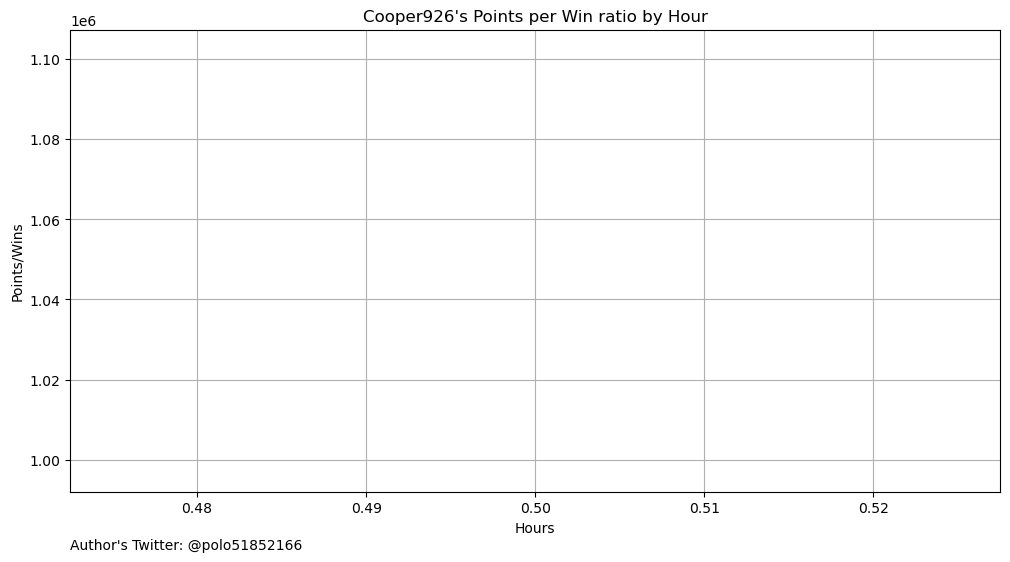 Cooper926's Points per Win ratio by Hour
1e6
1.10
1.08
1.06
1.04
1.02
1.00
Points/Wins
0.48 0.49 0.50 0.51 0.52
Hours
Author's Twitter: @polo51852166